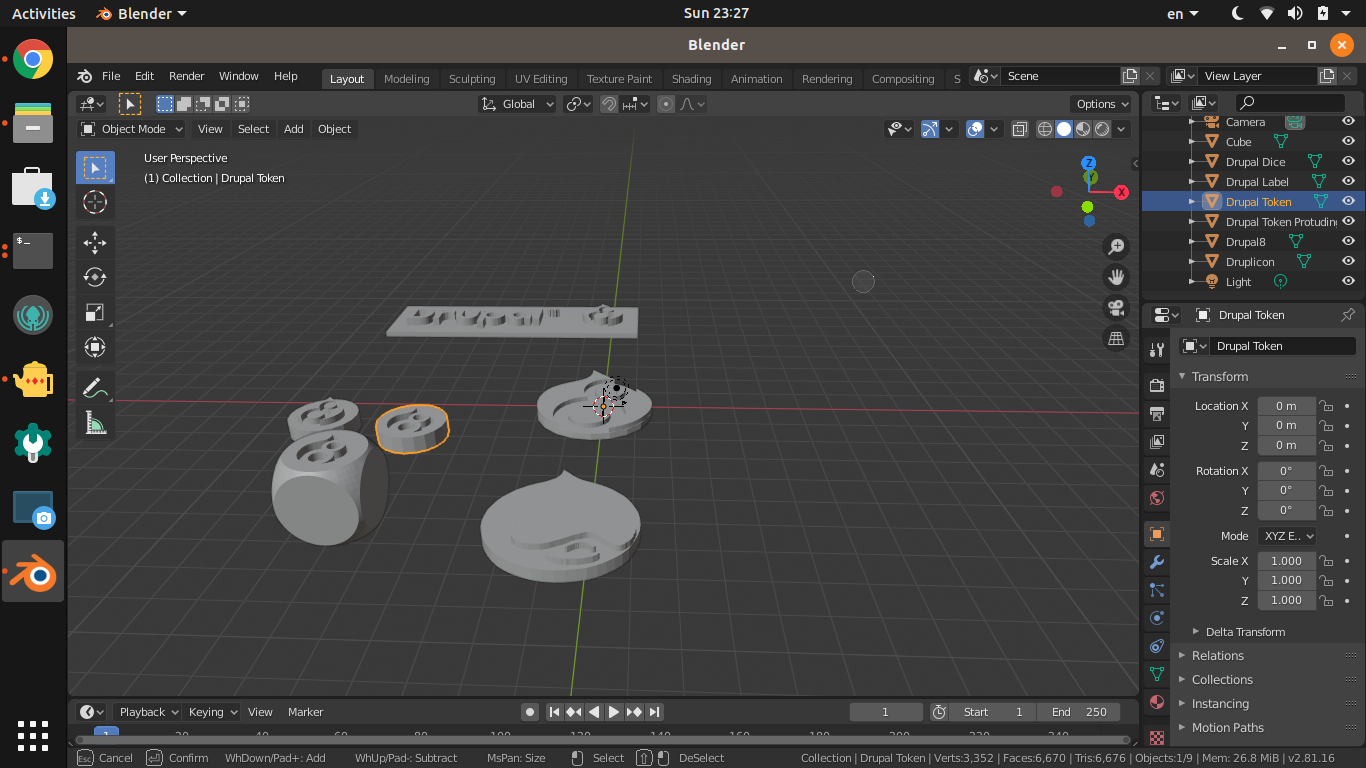 Activities Blender Sun 23:27 en
Blender
File Edit Render Window Help Layout Modeling Sculpting UV Editing Texture Paint Shading Animation Rendering Compositing S Scene View Layer
Global Options
Object Mode View Select Add Object
User Perspective
(1) Collection | Drupal Token
Z
Y
X
Drupal
Camera
Cube
Drupal Dice
Drupal Label
Drupal Token
Drupal Token Protuding
Drupal8
Druplicon
Light
Drupal Token
Drupal Token
Transform
Location X 0 m
Y 0 m
Z 0 m
Rotation X 0°
Y 0°
Z 0°
Mode XYZ E..
Scale X 1.000
Y 1.000
Z 1.000
Delta Transform
Relations
Collections
Instancing
Motion Paths
Playback Keying View Marker 1 Start 1 End 250
1 20 40 60 80 100 120 140 160 180 200 220 240
Esc Cancel Confirm WhDown/Pad+: Add WhUp/Pad-: Subtract MsPan: Size Select DeSelect Collection | Drupal Token | Verts:3,352 | Faces:6,670 | Tris:6,676 | Objects:1/9 | Mem: 26.8 MiB | v2.81.16